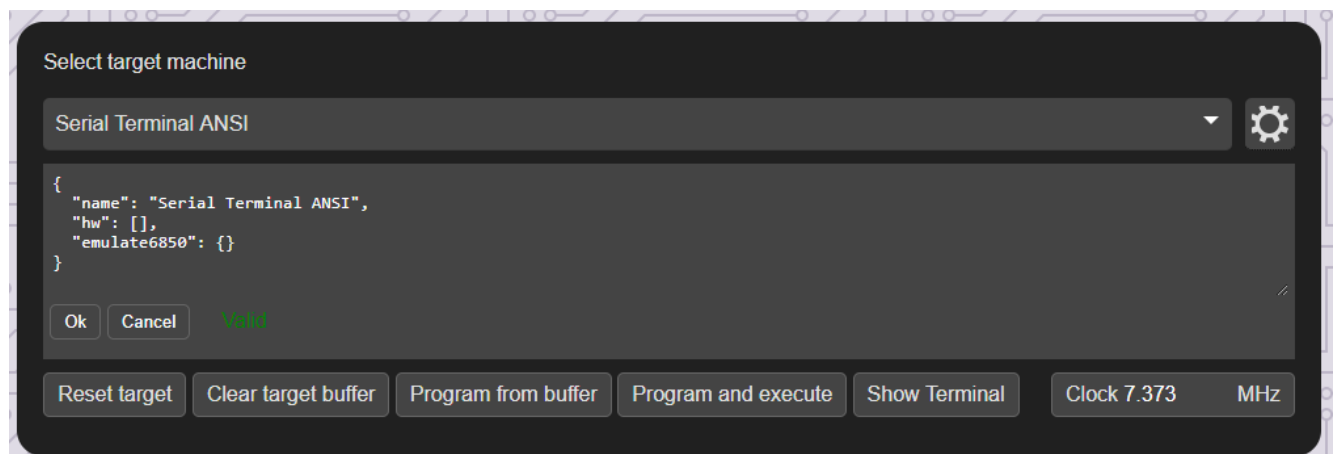 Select target machine
Serial Terminal ANSI
{
  "name": "Serial Terminal ANSI",
  "hw": [],
  "emulate6850": {}
}
Ok Cancel Valid
Reset target Clear target buffer Program from buffer Program and execute Show Terminal Clock 7.373 MHz